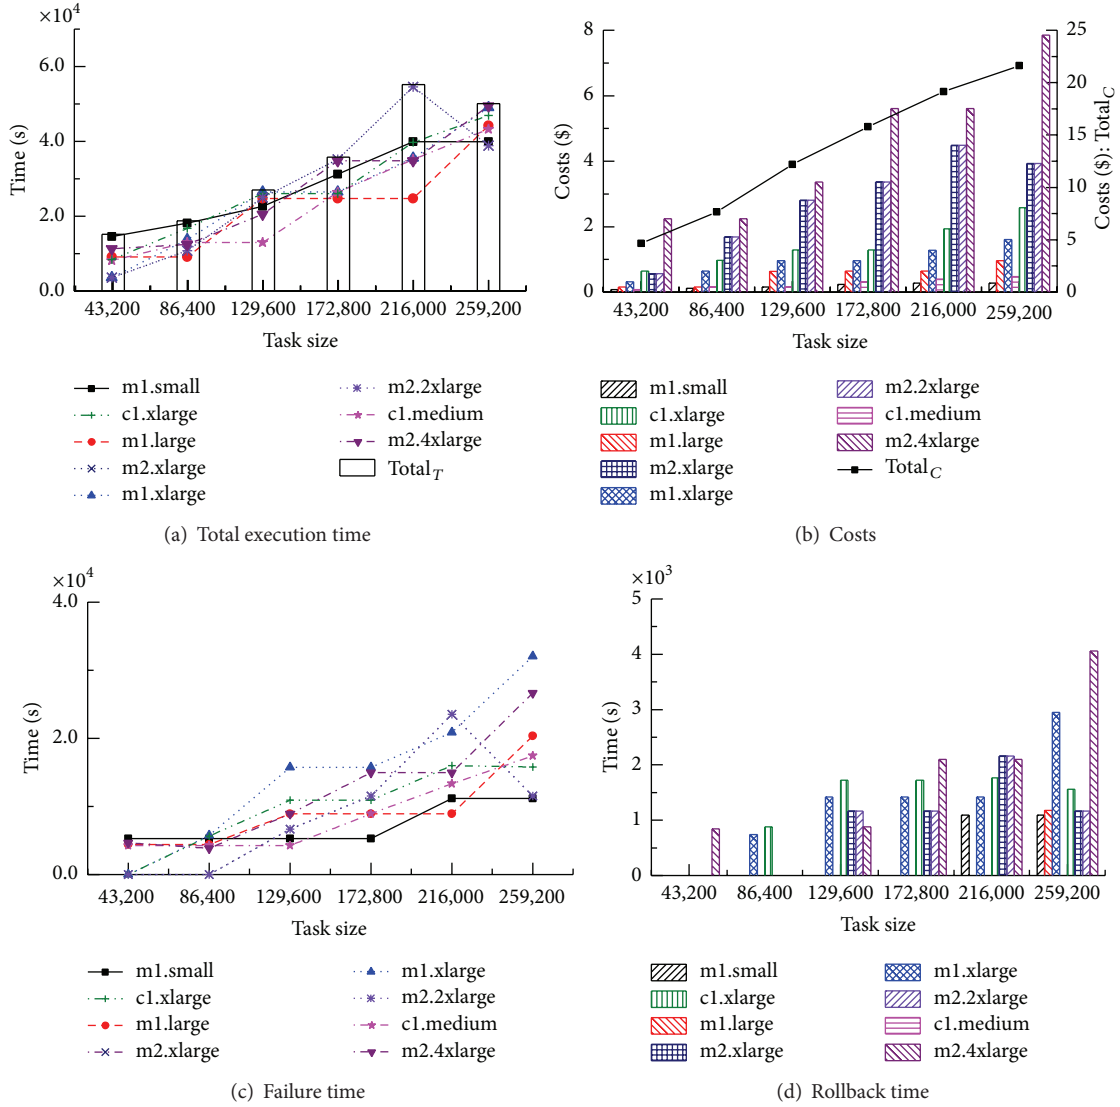 ×10⁴
6.0
4.0
2.0
0.0
Time (s)
43,200 86,400 129,600 172,800 216,000 259,200
Task size
m1.small
c1.xlarge
m1.large
m2.xlarge
m1.xlarge
m2.2xlarge
c1.medium
m2.4xlarge
Total_T
(a) Total execution time
8
6
4
2
0
Costs ($)
25
20
15
10
5
0
Costs ($): Total_C
43,200 86,400 129,600 172,800 216,000 259,200
Task size
m1.small
c1.xlarge
m1.large
m2.xlarge
m1.xlarge
m2.2xlarge
c1.medium
m2.4xlarge
Total_C
(b) Costs
×10⁴
4.0
2.0
0.0
Time (s)
43,200 86,400 129,600 172,800 216,000 259,200
Task size
m1.small
c1.xlarge
m1.large
m2.xlarge
m1.xlarge
m2.2xlarge
c1.medium
m2.4xlarge
(c) Failure time
×10³
5
4
3
2
1
0
Time (s)
43,200 86,400 129,600 172,800 216,000 259,200
Task size
m1.small
c1.xlarge
m1.large
m2.xlarge
m1.xlarge
m2.2xlarge
c1.medium
m2.4xlarge
(d) Rollback time